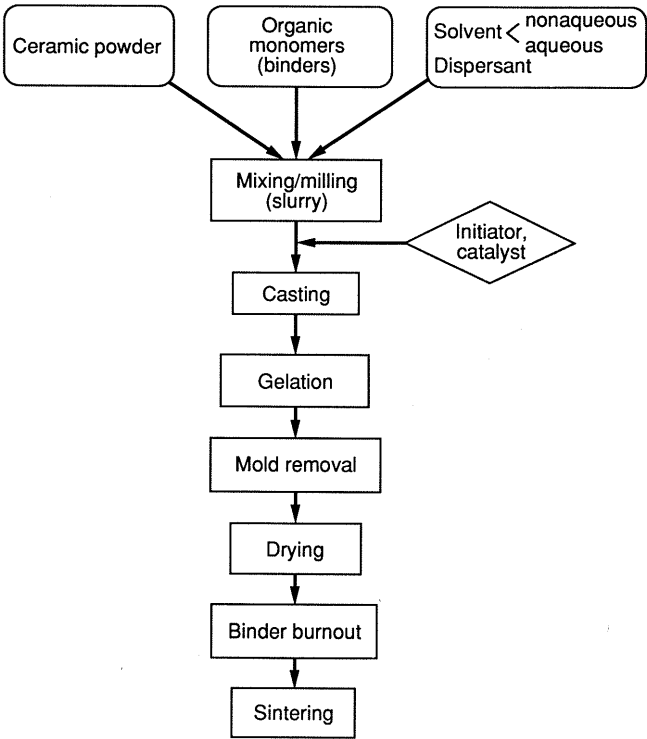 Ceramic powder
Organic
monomers
(binders)
Solvent < nonaqueous
aqueous
Dispersant
Mixing/milling
(slurry)
Initiator,
catalyst
Casting
Gelation
Mold removal
Drying
Binder burnout
Sintering